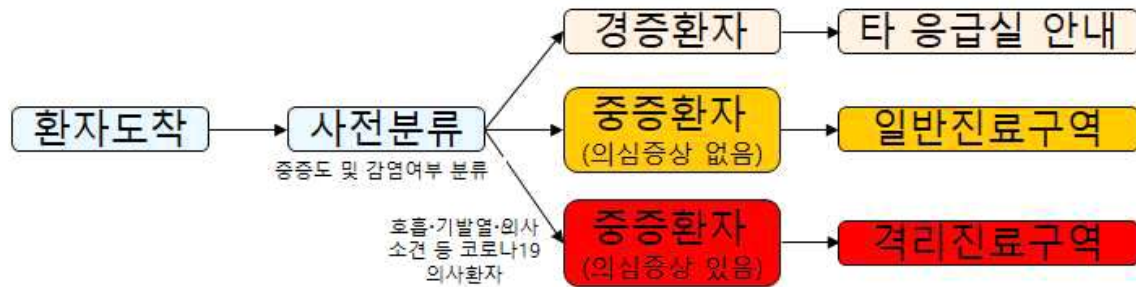 환자도착
사전분류
중증도 및 감염여부 분류
호흡·기발열·의사
소견 등 코로나19
의사환자
경증환자
타 응급실 안내
중증환자
(의심증상 없음)
일반진료구역
중증환자
(의심증상 있음)
격리진료구역